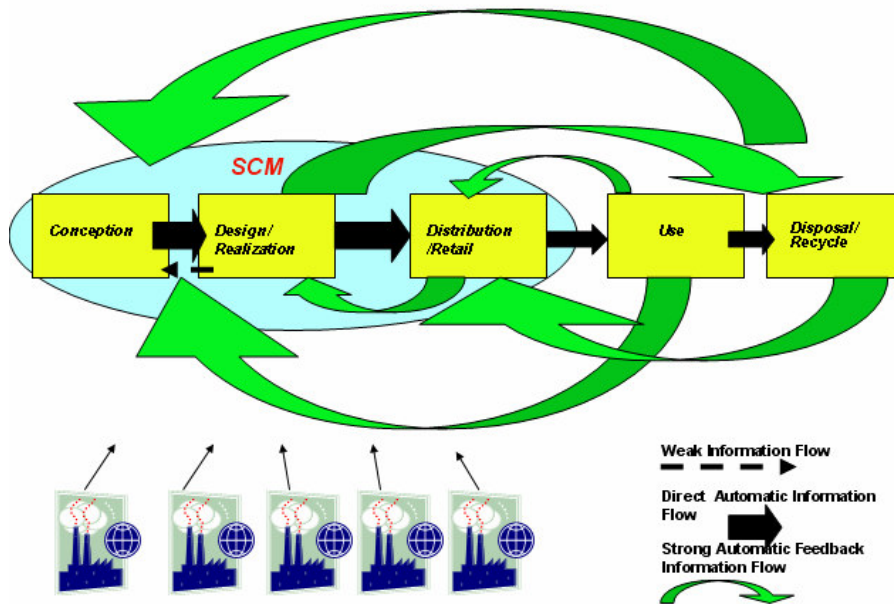 SCM
Conception
Design/
Realization
Distribution
/Retail
Use
Disposal/
Recycle
Weak Information Flow
Direct Automatic Information
Flow
Strong Automatic Feedback
Information Flow